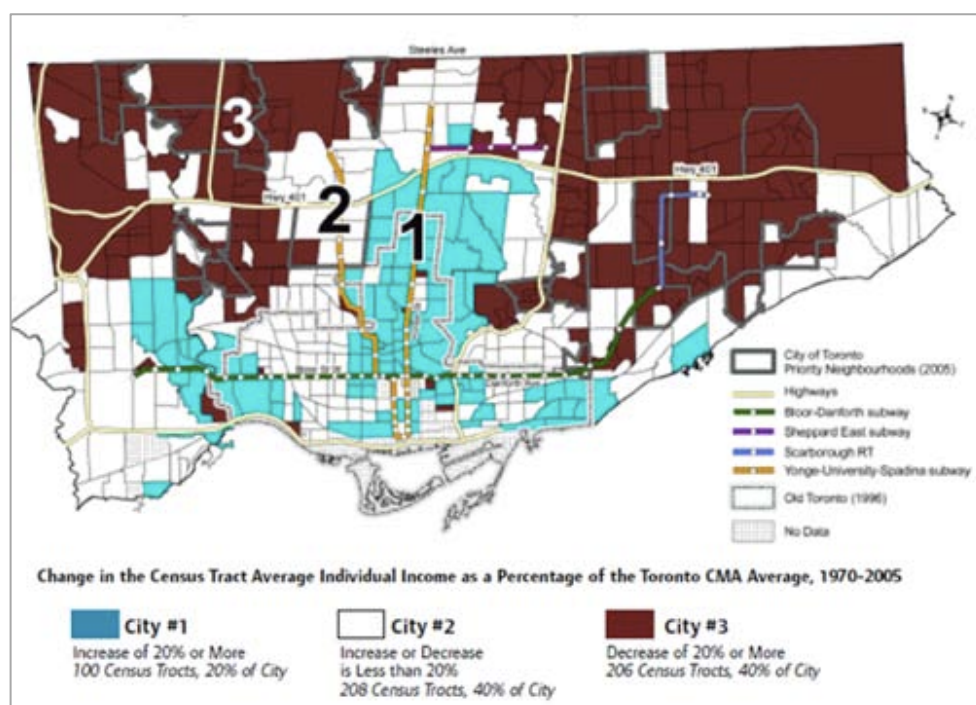 Steeles Ave
3
Hwy 401
Hwy 401
2
1
Danforth Ave
City of Toronto
Priority Neighbourhoods (2005)
Highways
Bloor-Danforth subway
Sheppard East subway
Scarborough RT
Yonge-University-Spadina subway
Old Toronto (1996)
No Data
Change in the Census Tract Average Individual Income as a Percentage of the Toronto CMA Average, 1970-2005
City #1
Increase of 20% or More
100 Census Tracts, 20% of City
City #2
Increase or Decrease
is Less than 20%
208 Census Tracts, 40% of City
City #3
Decrease of 20% or More
206 Census Tracts, 40% of City